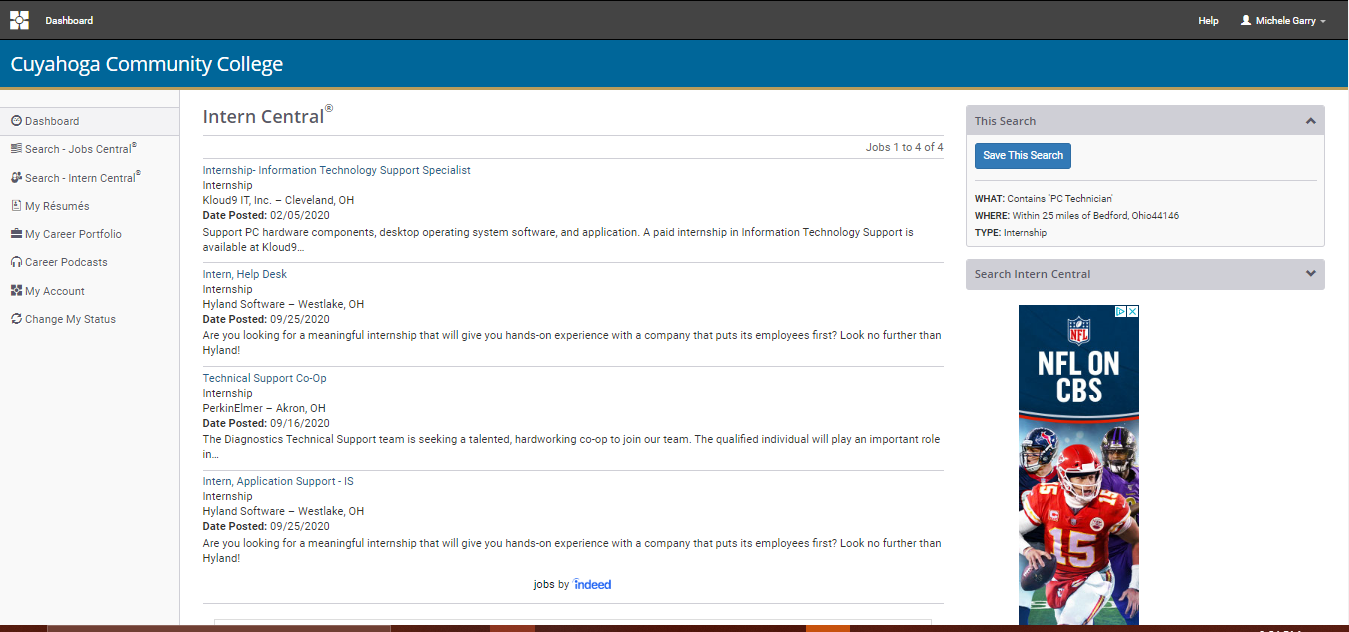 Dashboard
Help
Michele Garry
Cuyahoga Community College
Dashboard
Search - Jobs Central®
Search - Intern Central®
My Résumés
My Career Portfolio
Career Podcasts
My Account
Change My Status
Intern Central®
Jobs 1 to 4 of 4
Internship- Information Technology Support Specialist
Internship
Kloud9 IT, Inc. – Cleveland, OH
Date Posted: 02/05/2020
Support PC hardware components, desktop operating system software, and application. A paid internship in Information Technology Support is
available at Kloud9...
Intern, Help Desk
Internship
Hyland Software – Westlake, OH
Date Posted: 09/25/2020
Are you looking for a meaningful internship that will give you hands-on experience with a company that puts its employees first? Look no further than
Hyland!
Technical Support Co-Op
Internship
PerkinElmer – Akron, OH
Date Posted: 09/16/2020
The Diagnostics Technical Support team is seeking a talented, hardworking co-op to join our team. The qualified individual will play an important role
in...
Intern, Application Support - IS
Internship
Hyland Software – Westlake, OH
Date Posted: 09/25/2020
Are you looking for a meaningful internship that will give you hands-on experience with a company that puts its employees first? Look no further than
Hyland!
jobs by indeed
This Search
Save This Search
WHAT: Contains 'PC Technician'
WHERE: Within 25 miles of Bedford, Ohio44146
TYPE: Internship
Search Intern Central
NFL
NFL ON
CBS
15
15
15